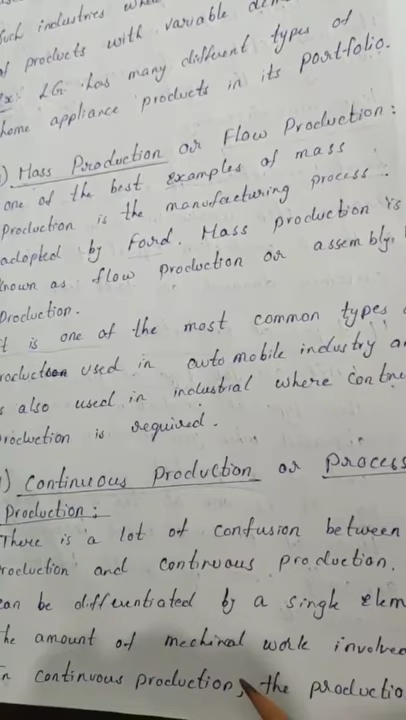 such industries
of products with variable
Ex: LG has many different types of
home appliance products in its portfolio.
) Mass Production or Flow Production:
one of the best examples of mass
Production is the manufacturing process.
adopted by Ford. Mass production is
known as flow Production or assembly
Production.
It is one of the most common types
roduction used in automobile industry a
s also used in industrial where contin
roduction is required.
) Continuous Production or Process
Production:
There is a lot of confusion between
roduction and continuous production.
can be differentiated by a single elem
The amount of mechinal work involved
In continuous production, the productio